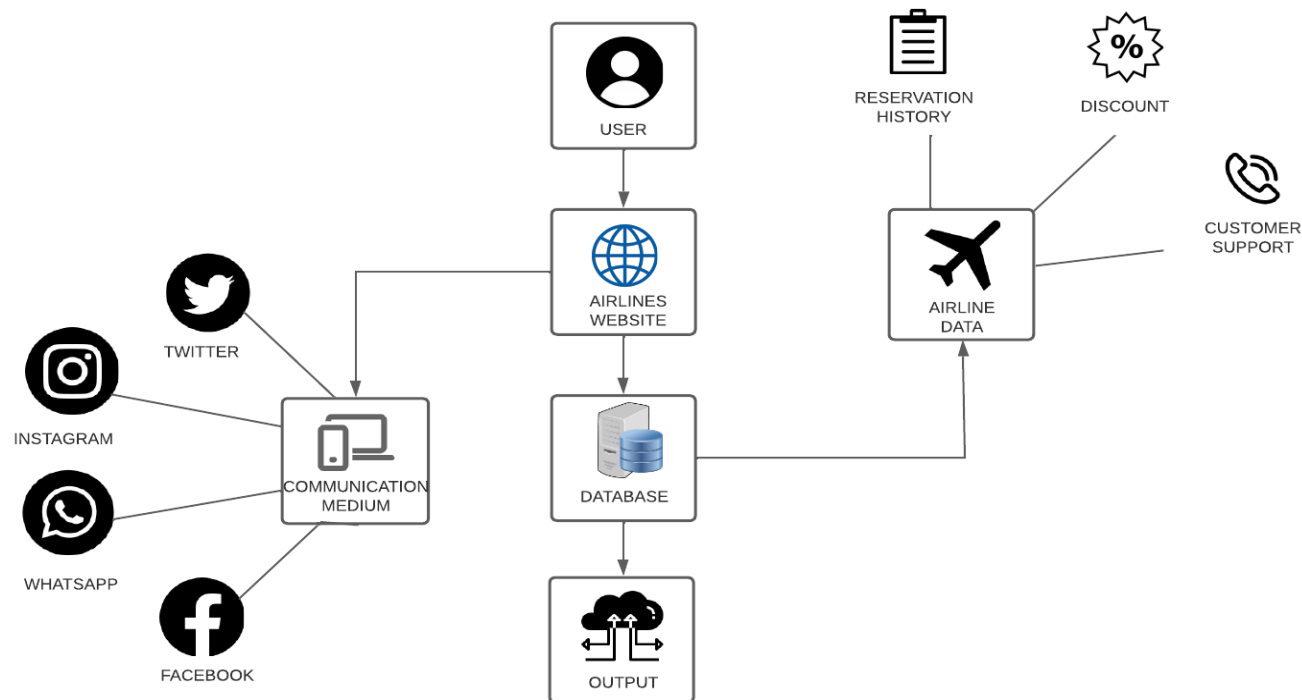 USER
%
RESERVATION
HISTORY
DISCOUNT
CUSTOMER
SUPPORT
AIRLINES
WEBSITE
AIRLINE
DATA
TWITTER
INSTAGRAM
COMMUNICATION
MEDIUM
DATABASE
WHATSAPP
FACEBOOK
OUTPUT